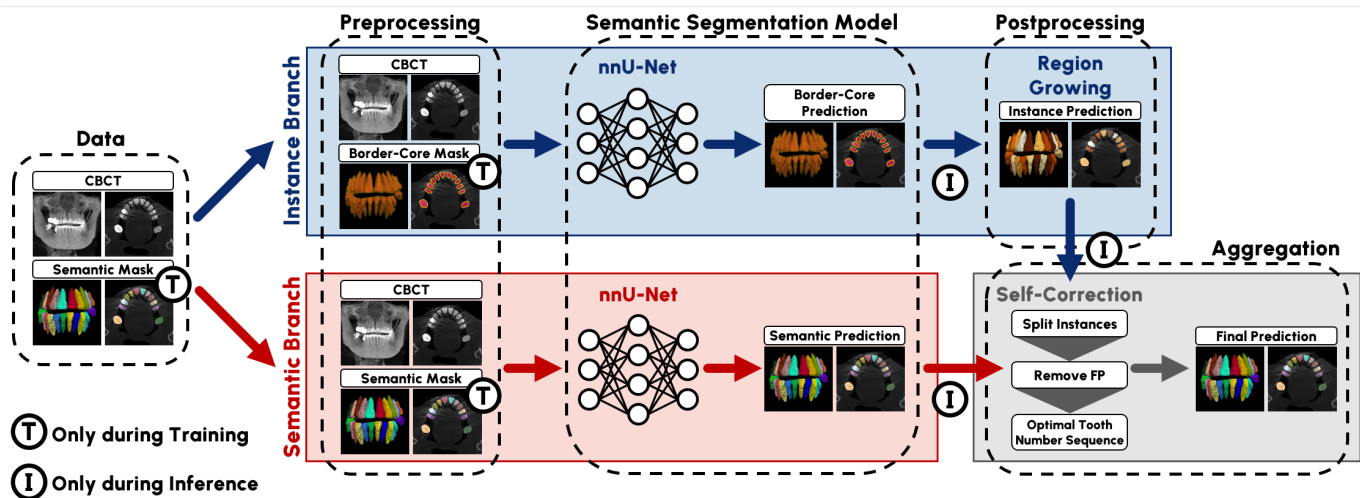 Preprocessing
Semantic Segmentation Model
Postprocessing
Data
CBCT
Semantic Mask
T
Instance Branch
CBCT
Border-Core Mask
T
nnU-Net
Border-Core
Prediction
I
Region
Growing
Instance Prediction
I
Semantic Branch
CBCT
Semantic Mask
T
nnU-Net
Semantic Prediction
I
Aggregation
Self-Correction
Split Instances
Remove FP
Optimal Tooth
Number Sequence
Final Prediction
T Only during Training
I Only during Inference